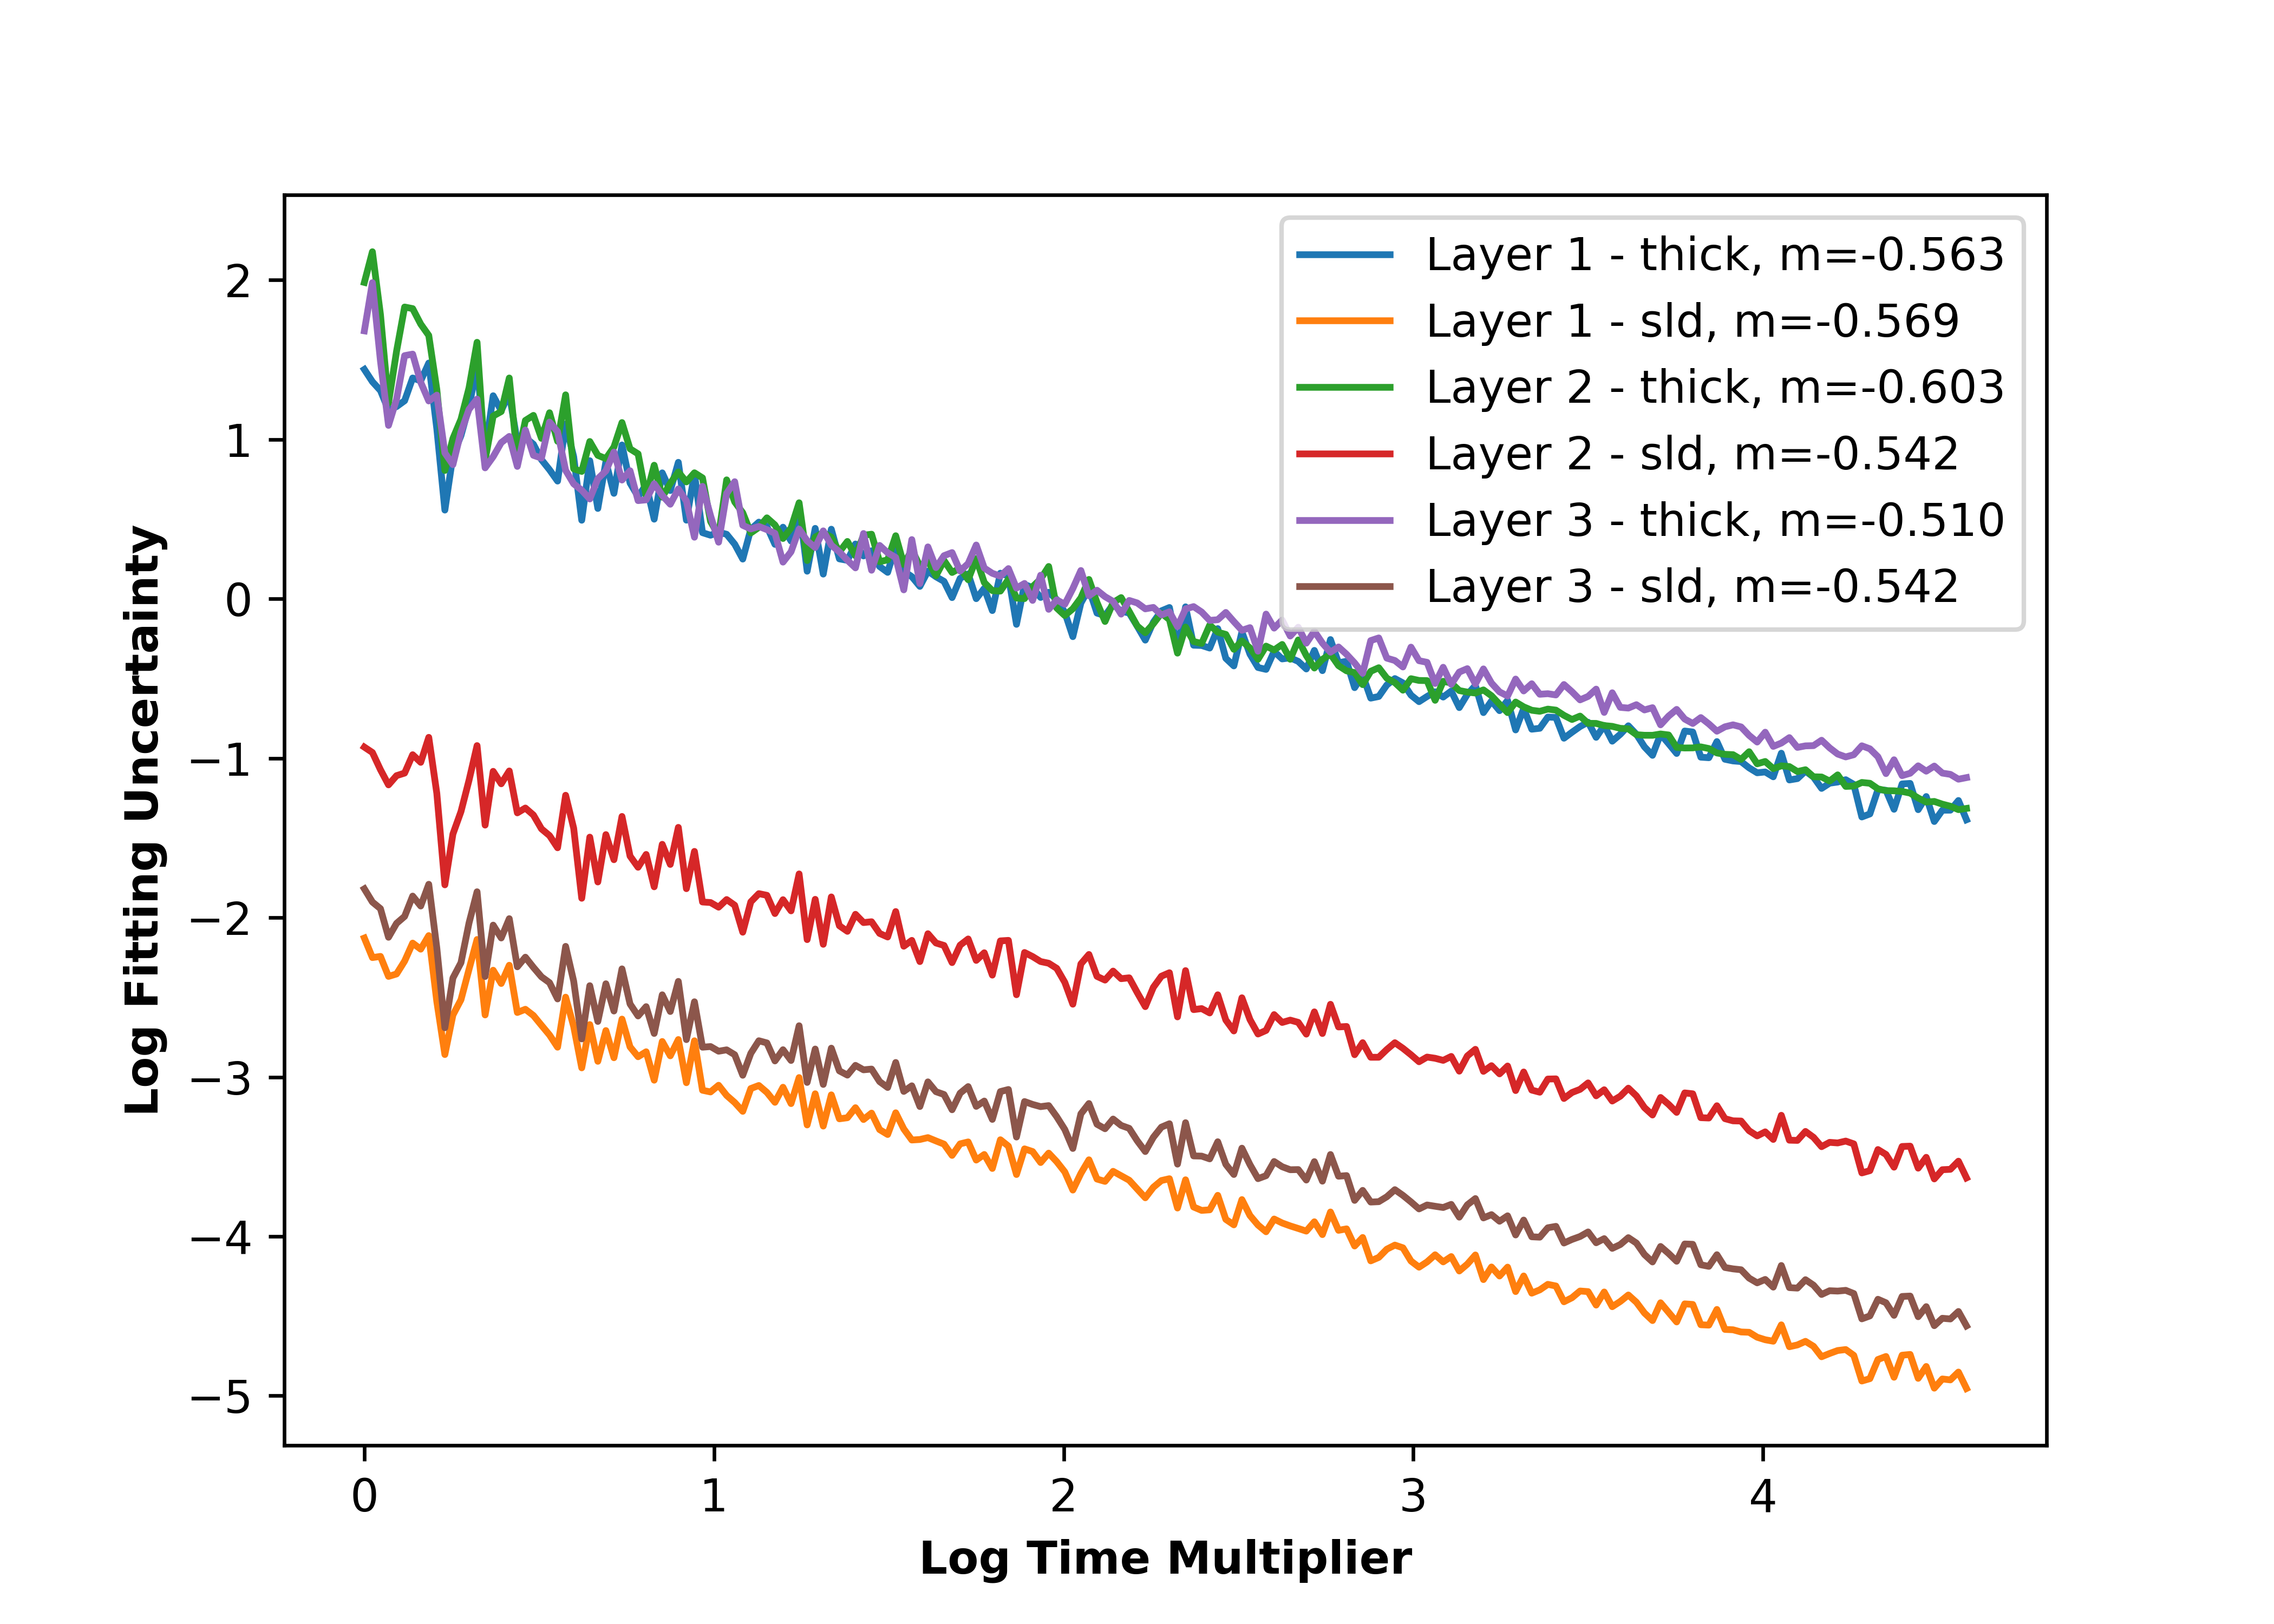 Layer 1 - thick, m=-0.563
Layer 1 - sld, m=-0.569
Layer 2 - thick, m=-0.603
Layer 2 - sld, m=-0.542
Layer 3 - thick, m=-0.510
Layer 3 - sld, m=-0.542
2
1
0
−1
−2
−3
−4
−5
Log Fitting Uncertainty
0 1 2 3 4
Log Time Multiplier